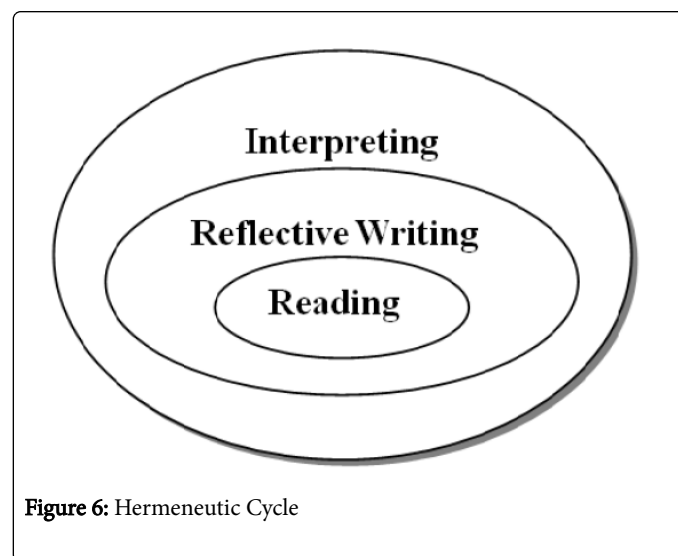 Interpreting
Reflective Writing
Reading
Figure 6: Hermeneutic Cycle